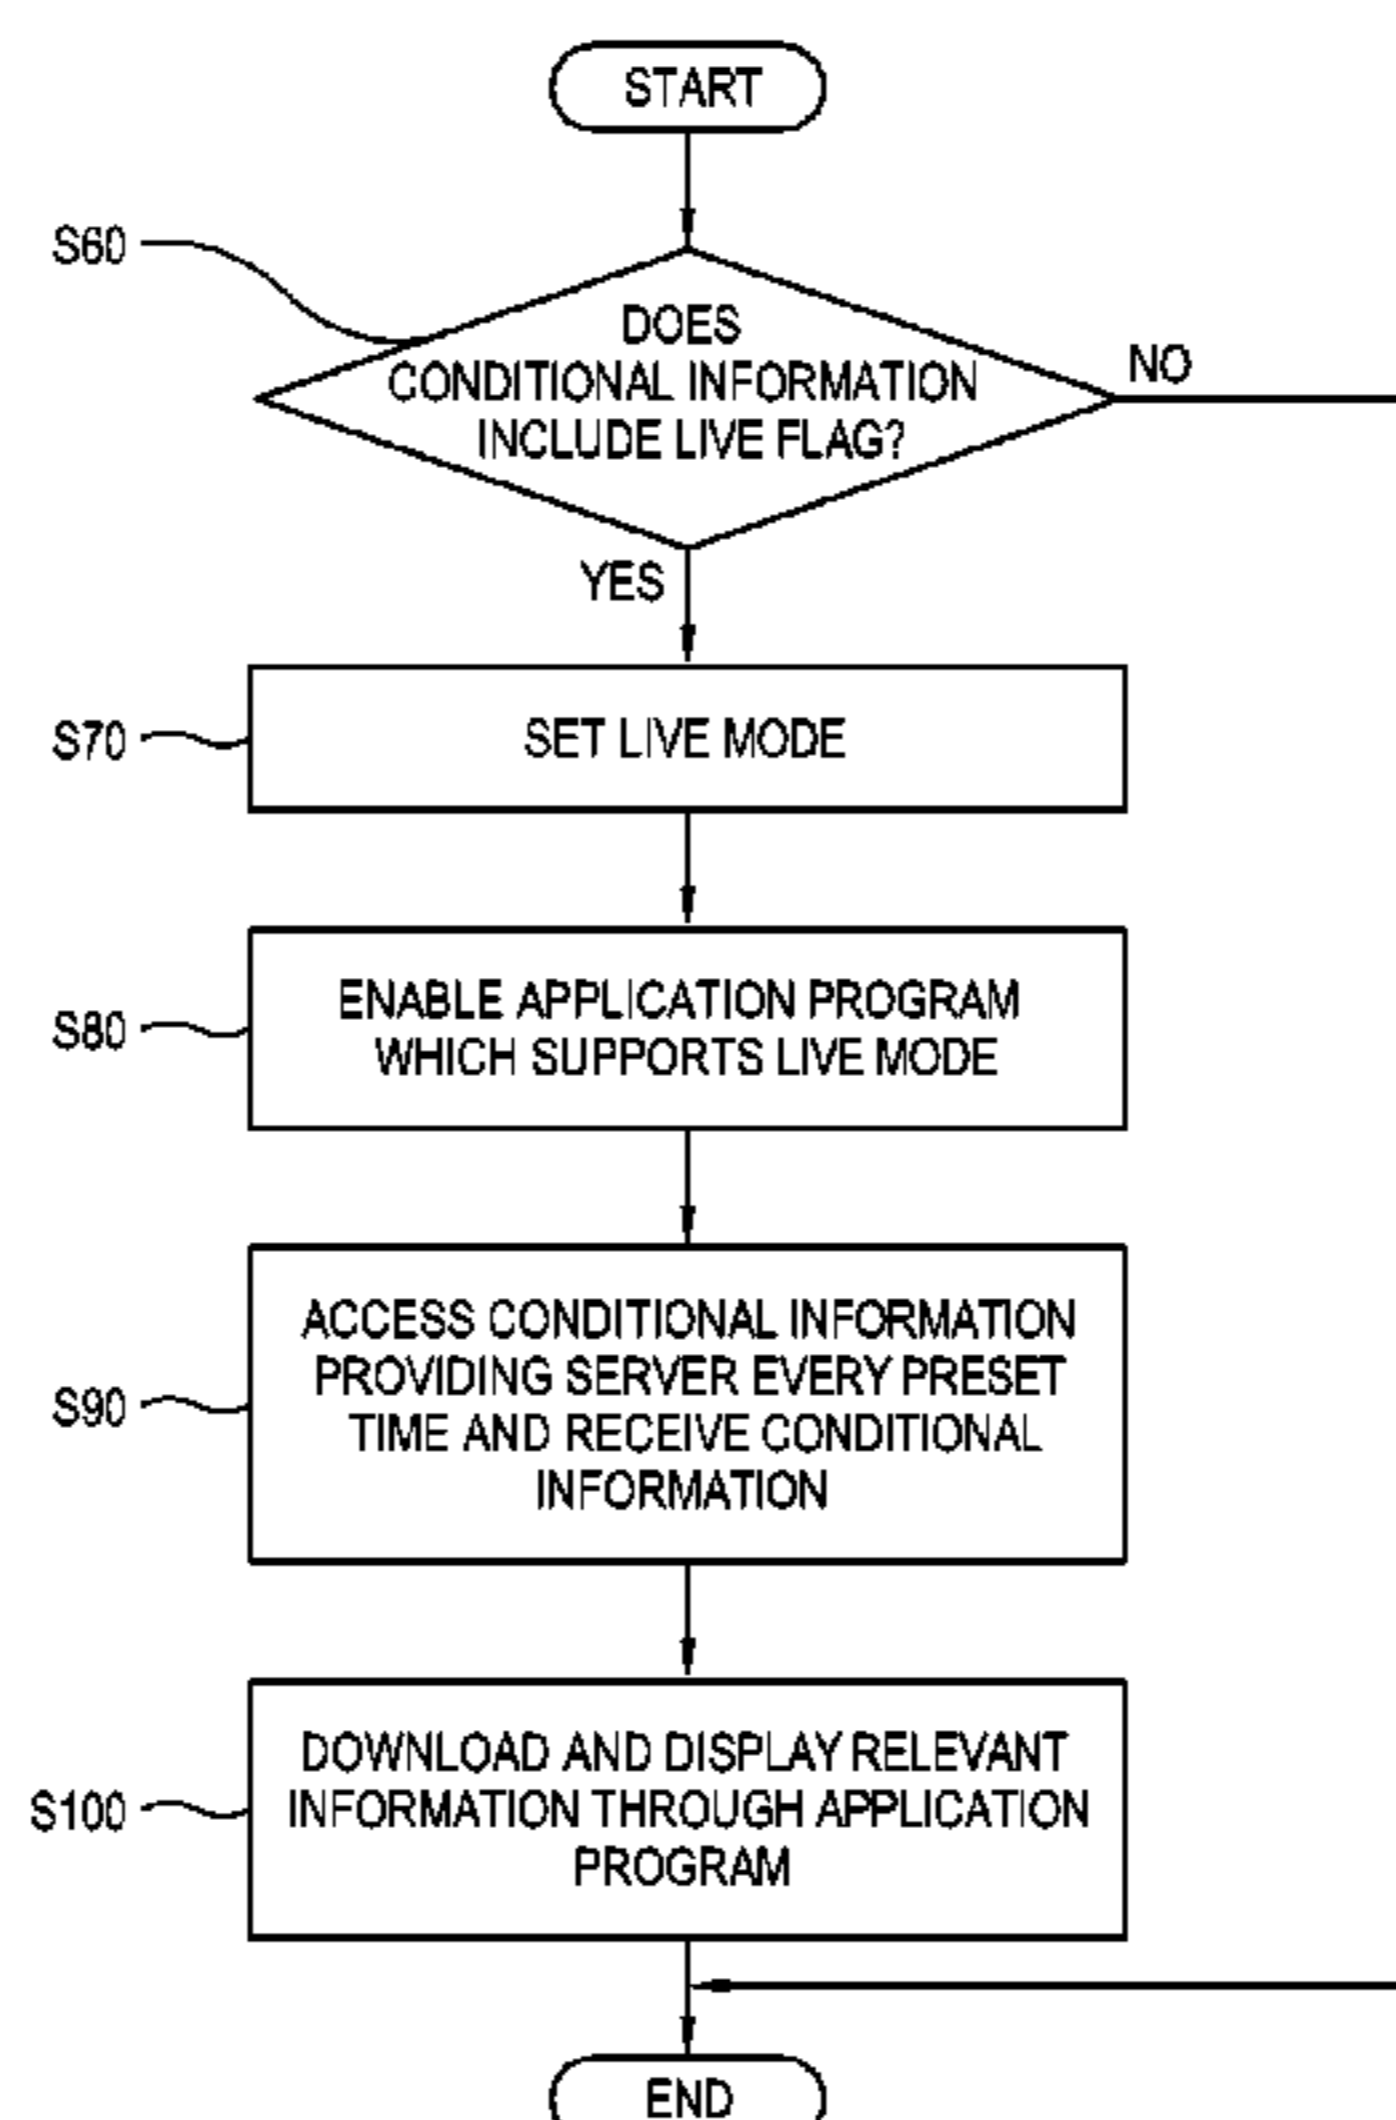 START
S60
DOES
CONDITIONAL INFORMATION
INCLUDE LIVE FLAG?
NO
YES
S70
SET LIVE MODE
S80
ENABLE APPLICATION PROGRAM
WHICH SUPPORTS LIVE MODE
S90
ACCESS CONDITIONAL INFORMATION
PROVIDING SERVER EVERY PRESET
TIME AND RECEIVE CONDITIONAL
INFORMATION
S100
DOWNLOAD AND DISPLAY RELEVANT
INFORMATION THROUGH APPLICATION
PROGRAM
END